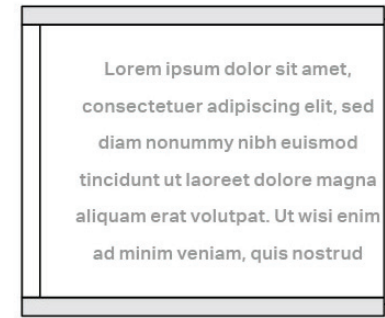 Lorem ipsum dolor sit amet,
consectetuer adipiscing elit, sed
diam nonummy nibh euismod
tincidunt ut laoreet dolore magna
aliquam erat volutpat. Ut wisi enim
ad minim veniam, quis nostrud